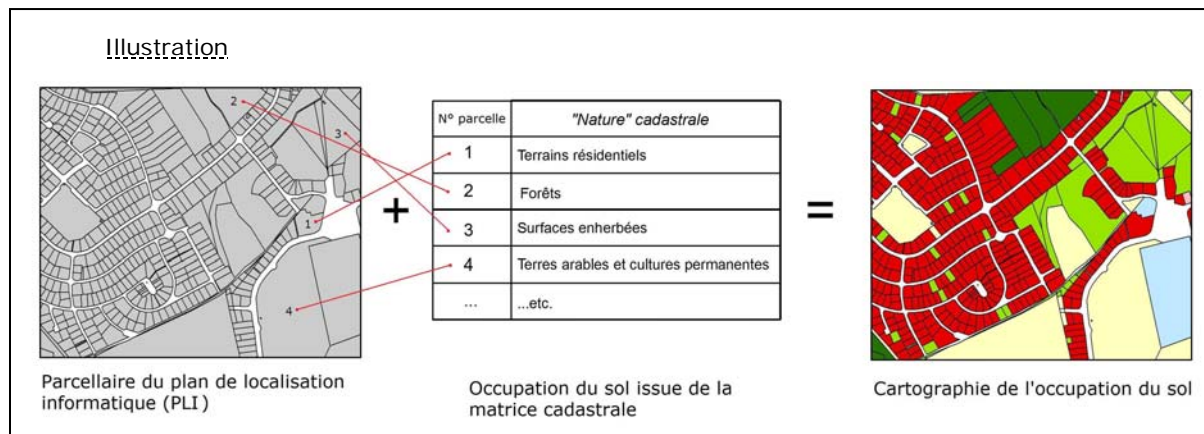 Illustration
2
3
1
4
+
N° parcelle "Nature" cadastrale
1 Terrains résidentiels
2 Forêts
3 Surfaces enherbées
4 Terres arables et cultures permanentes
... ...etc.
=
Parcellaire du plan de localisation
informatique (PLI)
Occupation du sol issue de la
matrice cadastrale
Cartographie de l'occupation du sol